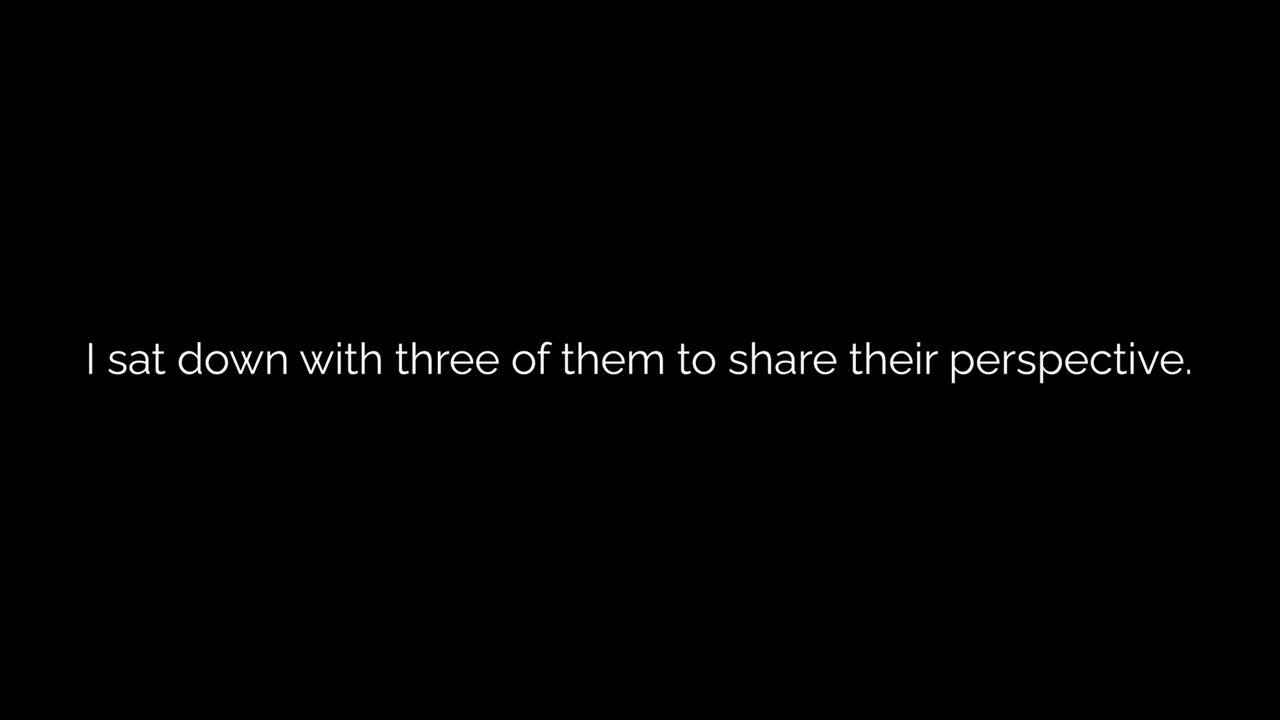 I sat down with three of them to share their perspective.